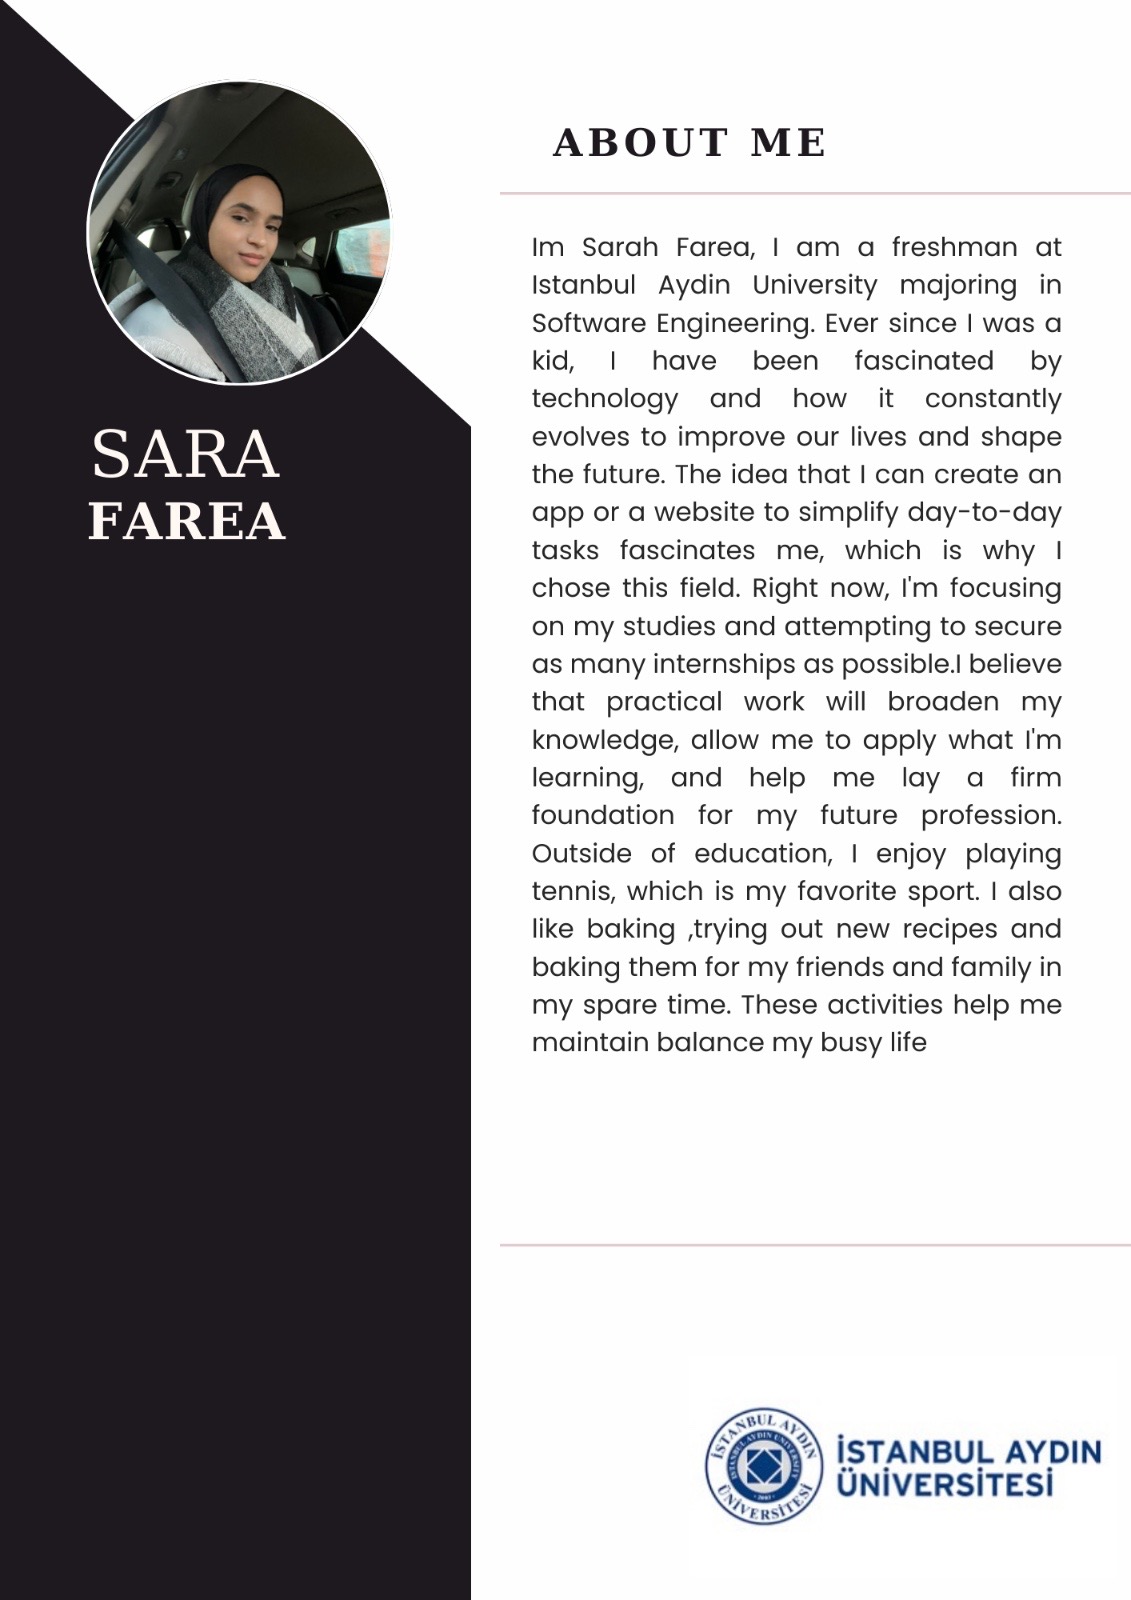 ABOUT ME
SARA
FAREA
Im Sarah Farea, I am a freshman at
Istanbul Aydin University majoring in
Software Engineering. Ever since I was a
kid, I have been fascinated by
technology and how it constantly
evolves to improve our lives and shape
the future. The idea that I can create an
app or a website to simplify day-to-day
tasks fascinates me, which is why I
chose this field. Right now, I'm focusing
on my studies and attempting to secure
as many internships as possible.I believe
that practical work will broaden my
knowledge, allow me to apply what I'm
learning, and help me lay a firm
foundation for my future profession.
Outside of education, I enjoy playing
tennis, which is my favorite sport. I also
like baking ,trying out new recipes and
baking them for my friends and family in
my spare time. These activities help me
maintain balance my busy life
İSTANBUL AYDIN
ÜNİVERSİTESİ
İSTANBUL AYDIN UNIVERSITY
İSTANBUL AYDIN
ÜNİVERSİTESİ